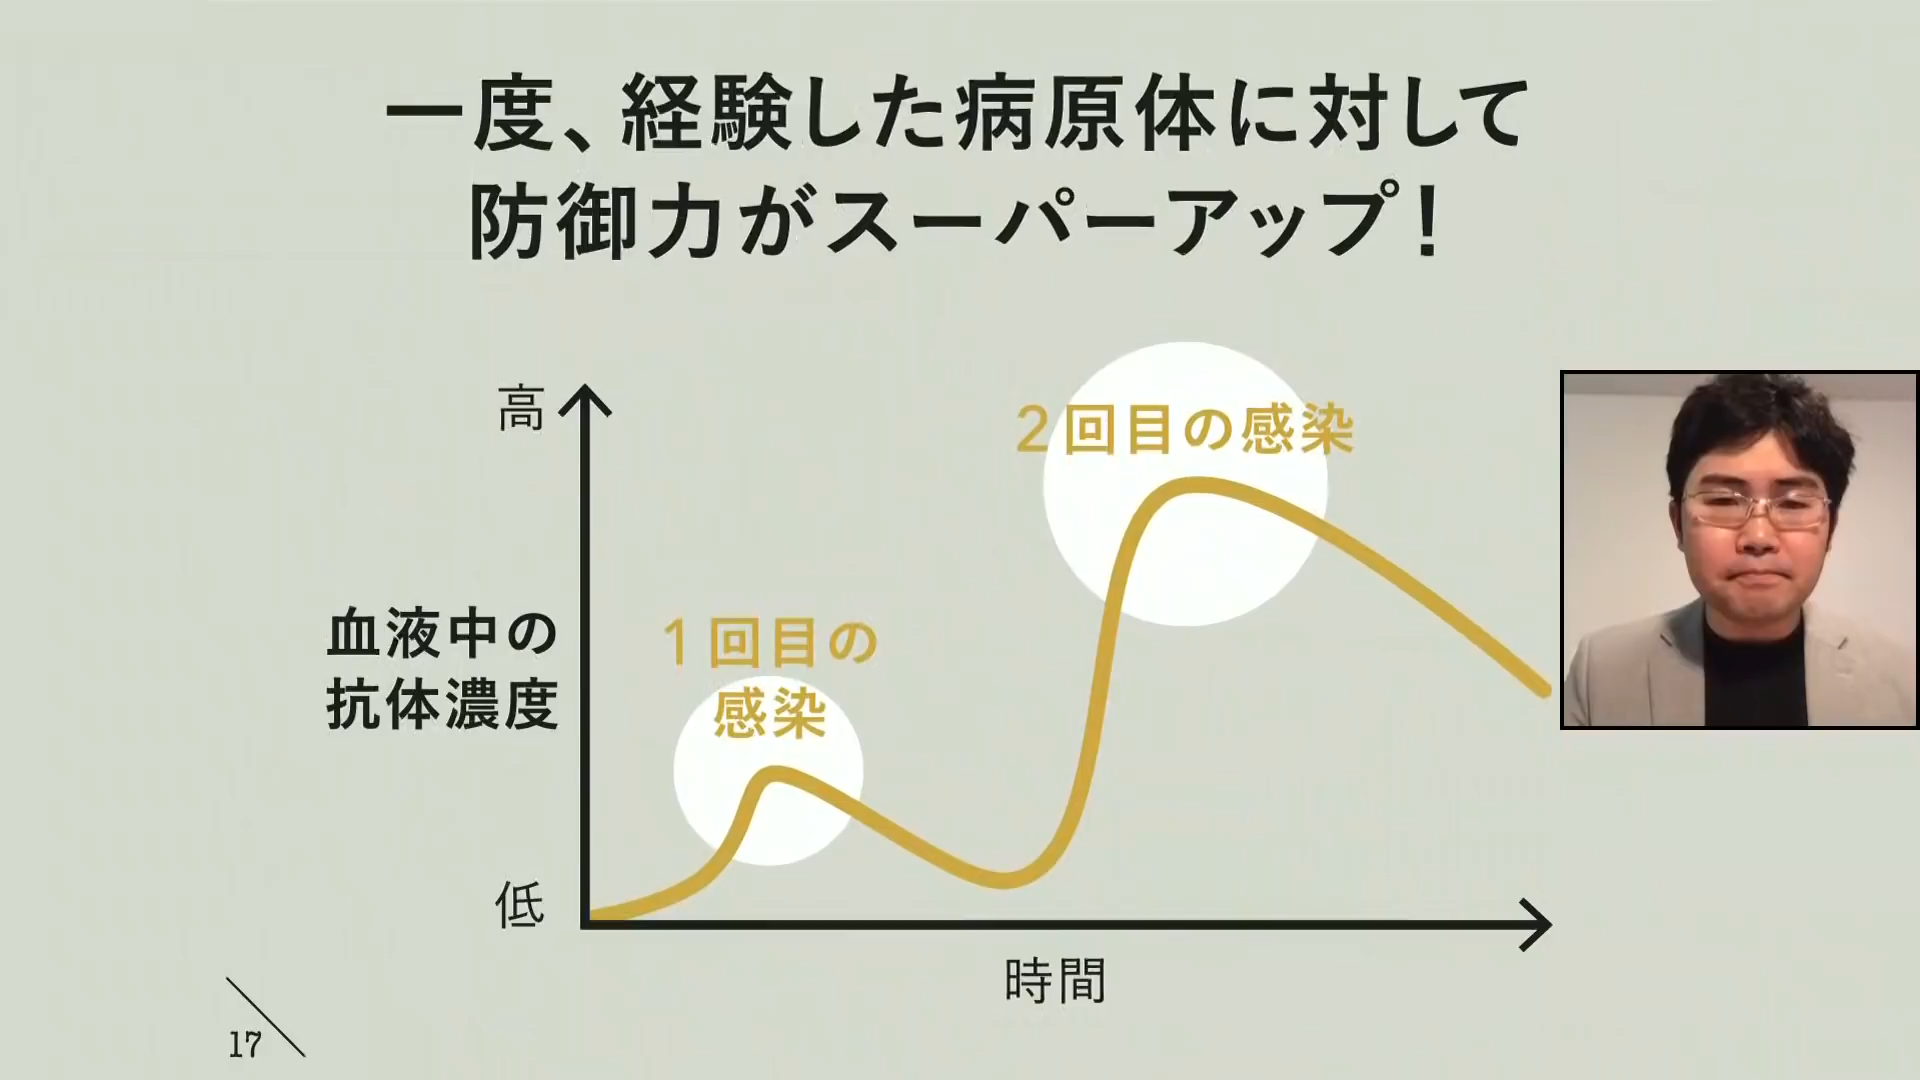 一度、経験した病原体に対して
防御力がスーパーアップ！
高
2回目の感染
1回目の
感染
血液中の
抗体濃度
低
時間
17